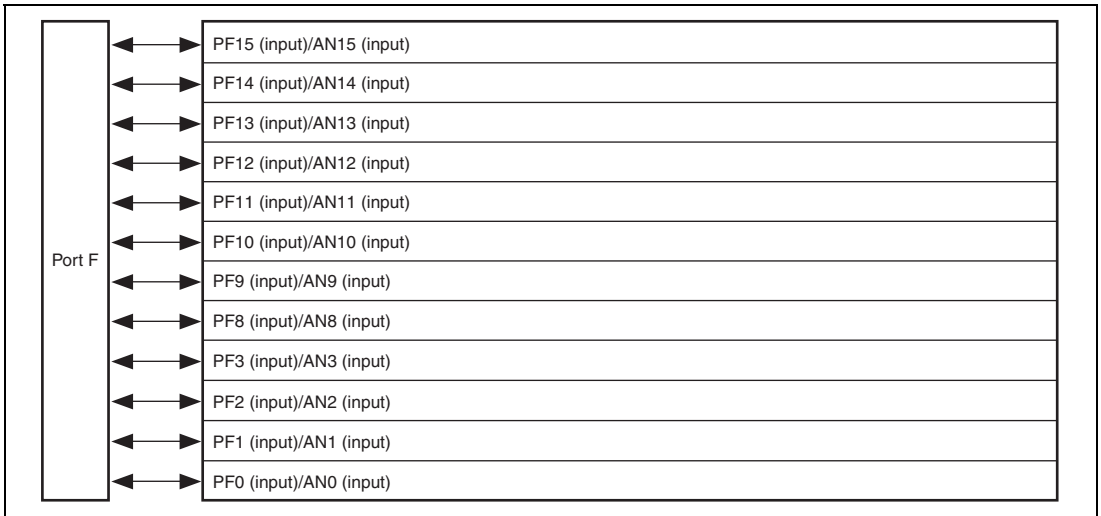 Port F
PF15 (input)/AN15 (input)
PF14 (input)/AN14 (input)
PF13 (input)/AN13 (input)
PF12 (input)/AN12 (input)
PF11 (input)/AN11 (input)
PF10 (input)/AN10 (input)
PF9 (input)/AN9 (input)
PF8 (input)/AN8 (input)
PF3 (input)/AN3 (input)
PF2 (input)/AN2 (input)
PF1 (input)/AN1 (input)
PF0 (input)/AN0 (input)